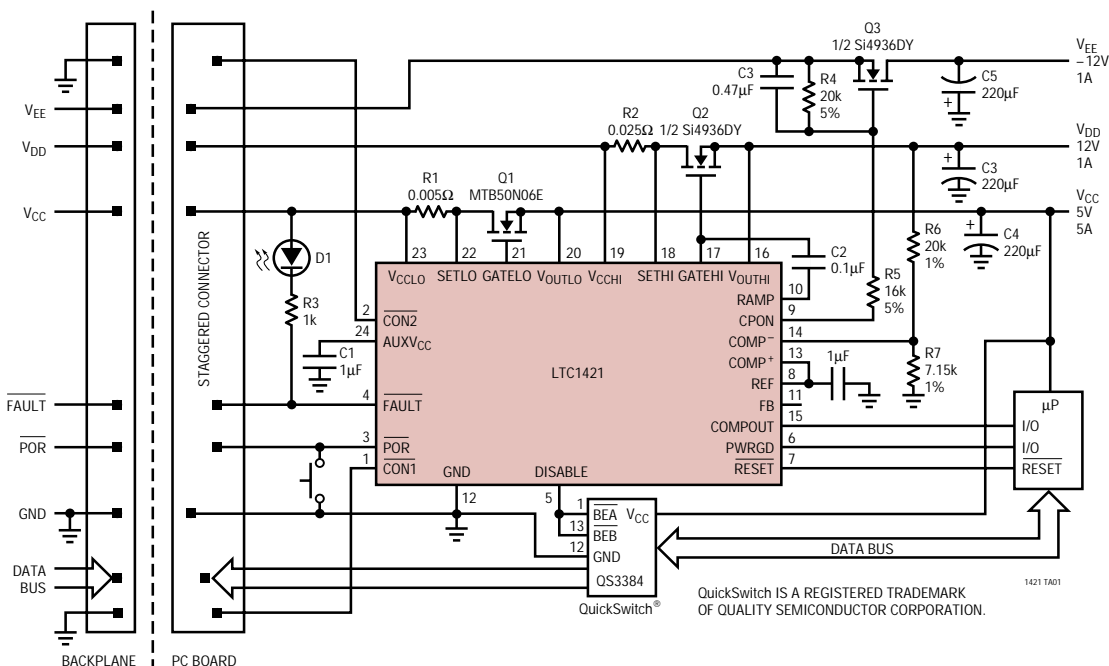 Q3
1/2 Si4936DY
VEE
–12V
1A
C3
0.47µF
R4
20k
5%
C5
220µF
+
VEE
R2
0.025Ω
Q2
1/2 Si4936DY
VDD
12V
1A
VDD
+
C3
220µF
R1
0.005Ω
Q1
MTB50N06E
VCC
5V
5A
VCC
STAGGERED CONNECTOR
D1
R6
20k
1%
+
C4
220µF
23
22
21
20
19
18
17
16
C2
0.1µF
VCCLO
SETLO
GATELO
VOUTLO
VCCHI
SETHI
GATEHI
VOUTHI
R5
16k
5%
R3
1k
2
CON2
RAMP
10
CPON
9
24
AUXVCC
COMP–
14
C1
1µF
COMP+
13
1µF
R7
7.15k
1%
LTC1421
REF
8
FAULT
4
FAULT
FB
11
µP
COMPOUT
15
I/O
POR
3
POR
PWRGD
6
I/O
1
CON1
RESET
7
RESET
GND
DISABLE
12
5
GND
1
BEA
VCC
13
BEB
12
GND
DATA BUS
DATA
BUS
QS3384
1421 TA01
QuickSwitch®
QuickSwitch IS A REGISTERED TRADEMARK
OF QUALITY SEMICONDUCTOR CORPORATION.
BACKPLANE
PC BOARD